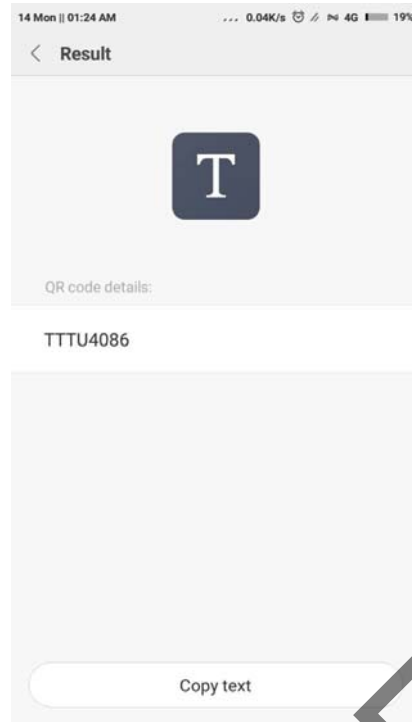 14 Mon || 01:24 AM ... 0.04K/s 4G 19%
< Result
T
QR code details:
TTTU4086
Copy text